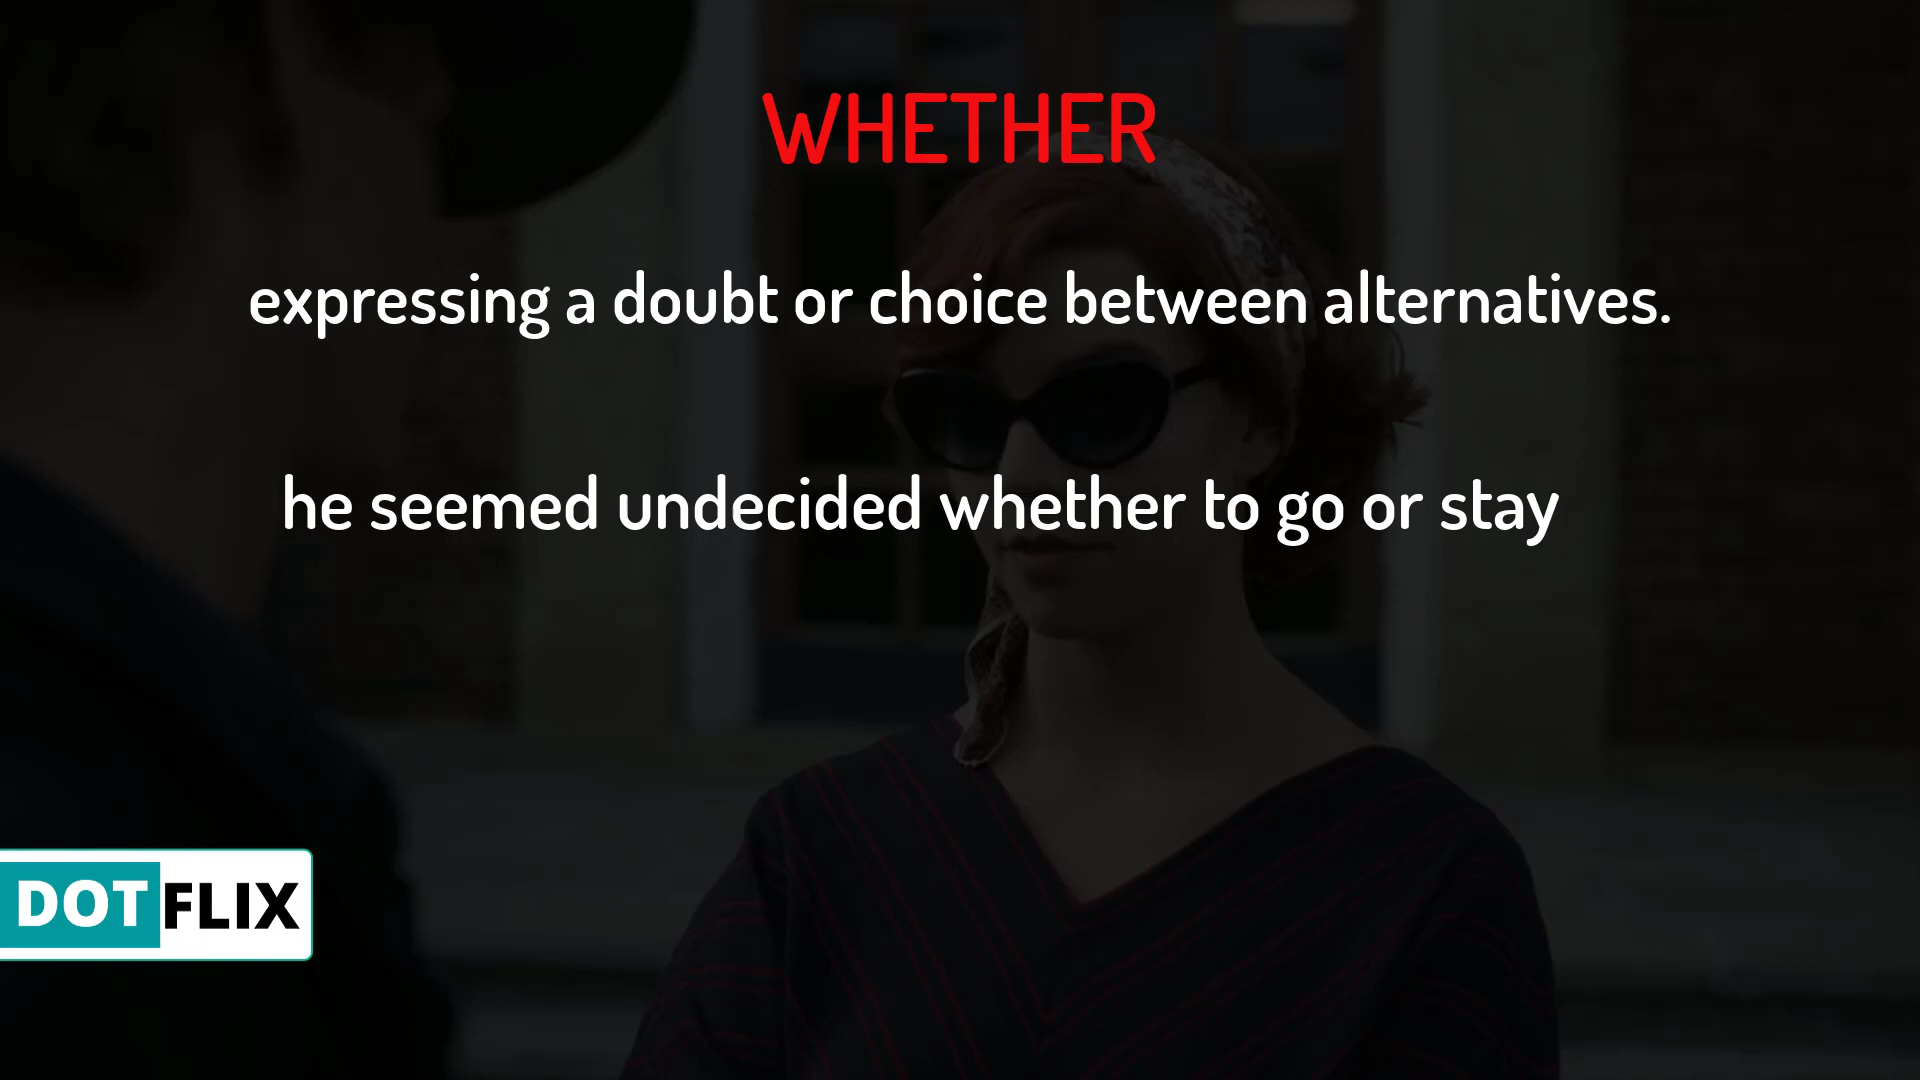 WHETHER
expressing a doubt or choice between alternatives.
he seemed undecided whether to go or stay
DOTFLIX